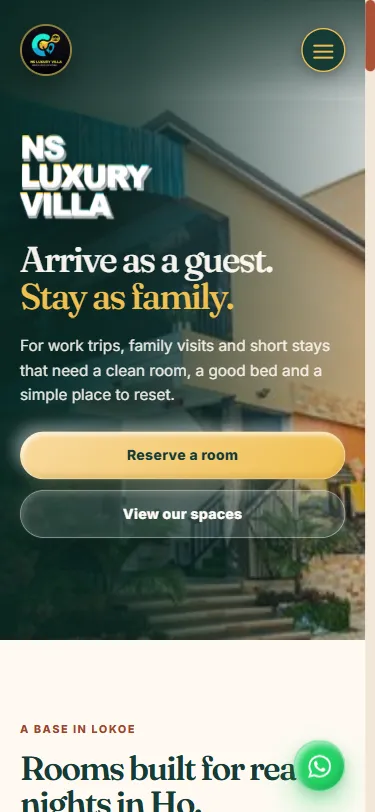 NS LUXURY VILLA
NS
LUXURY
VILLA
Arrive as a guest.
Stay as family.
For work trips, family visits and short stays
that need a clean room, a good bed and a
simple place to reset.
Reserve a room
View our spaces
A BASE IN LOKOE
Rooms built for rea
nights in Ho.